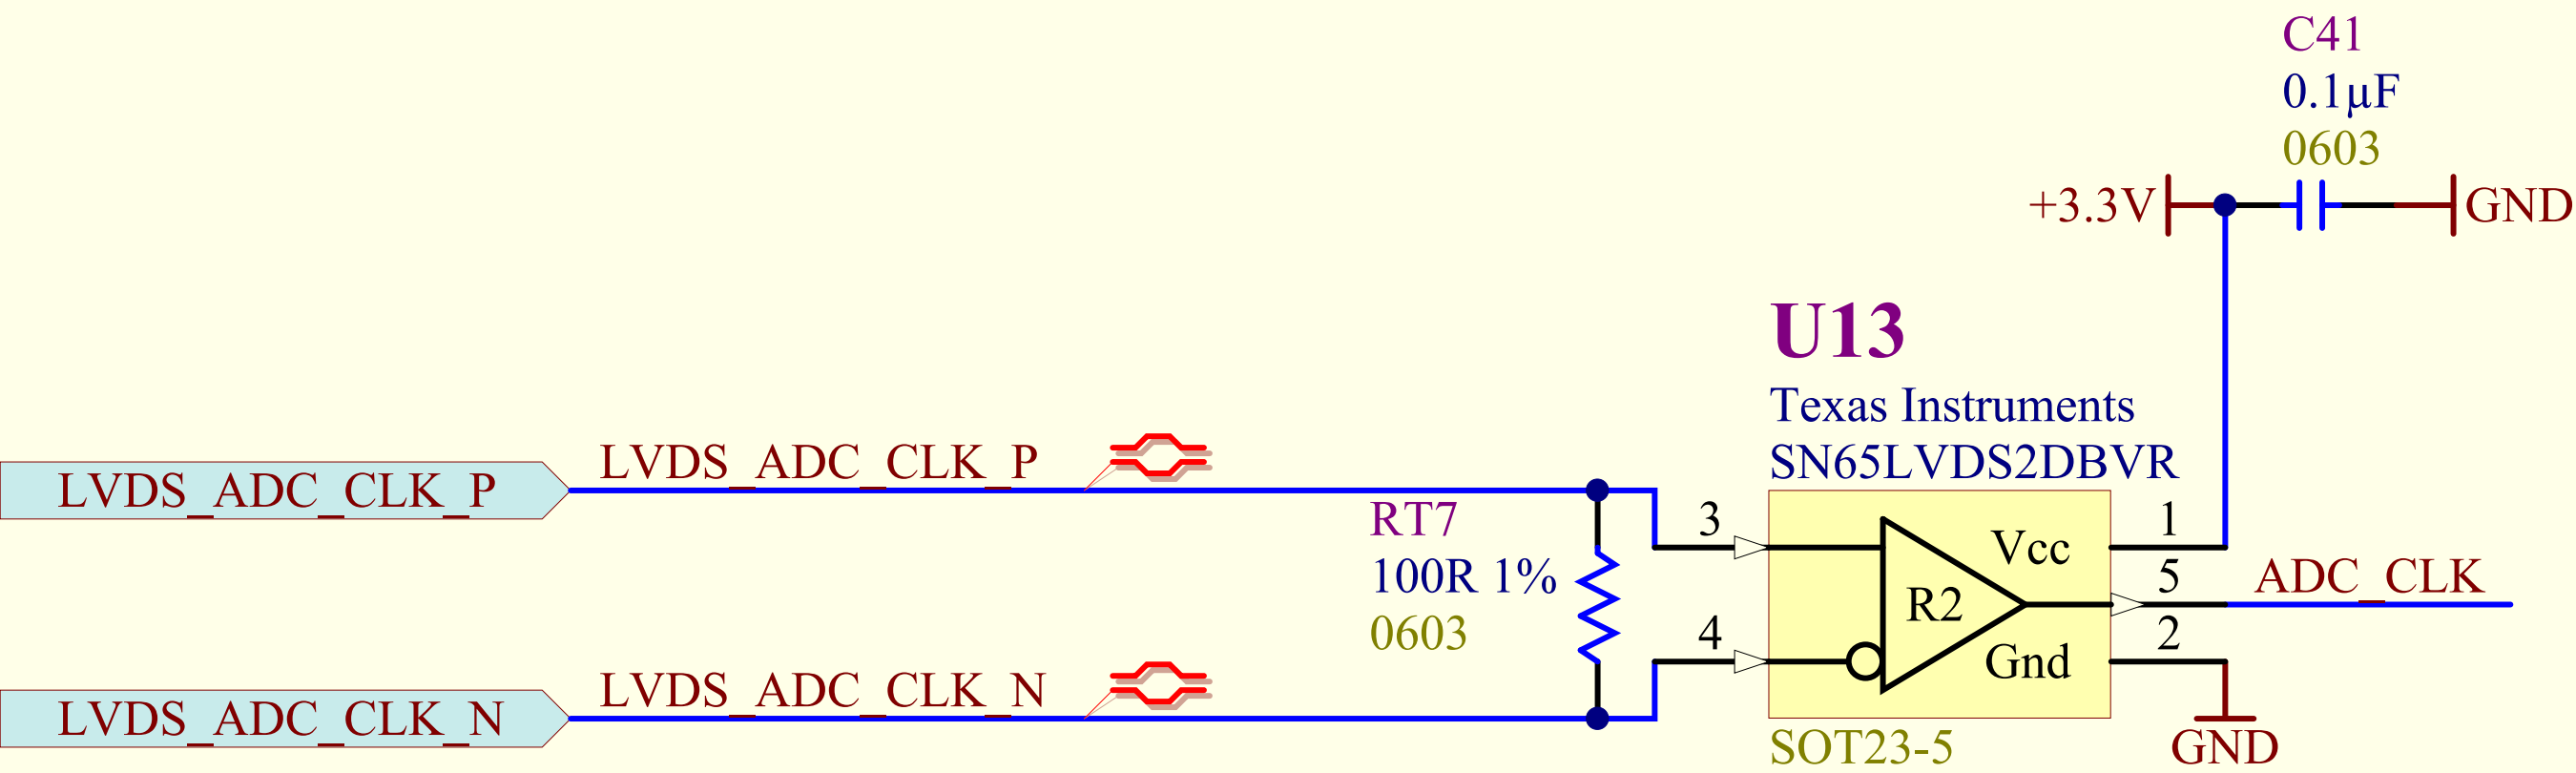 C41
0.1µF
0603
+3.3V
GND
U13
Texas Instruments
SN65LVDS2DBVR
LVDS_ADC_CLK_P
LVDS_ADC_CLK_P
RT7
100R 1%
0603
3
4
R2
Vcc
Gnd
1
5
2
ADC_CLK
LVDS_ADC_CLK_N
LVDS_ADC_CLK_N
SOT23-5
GND